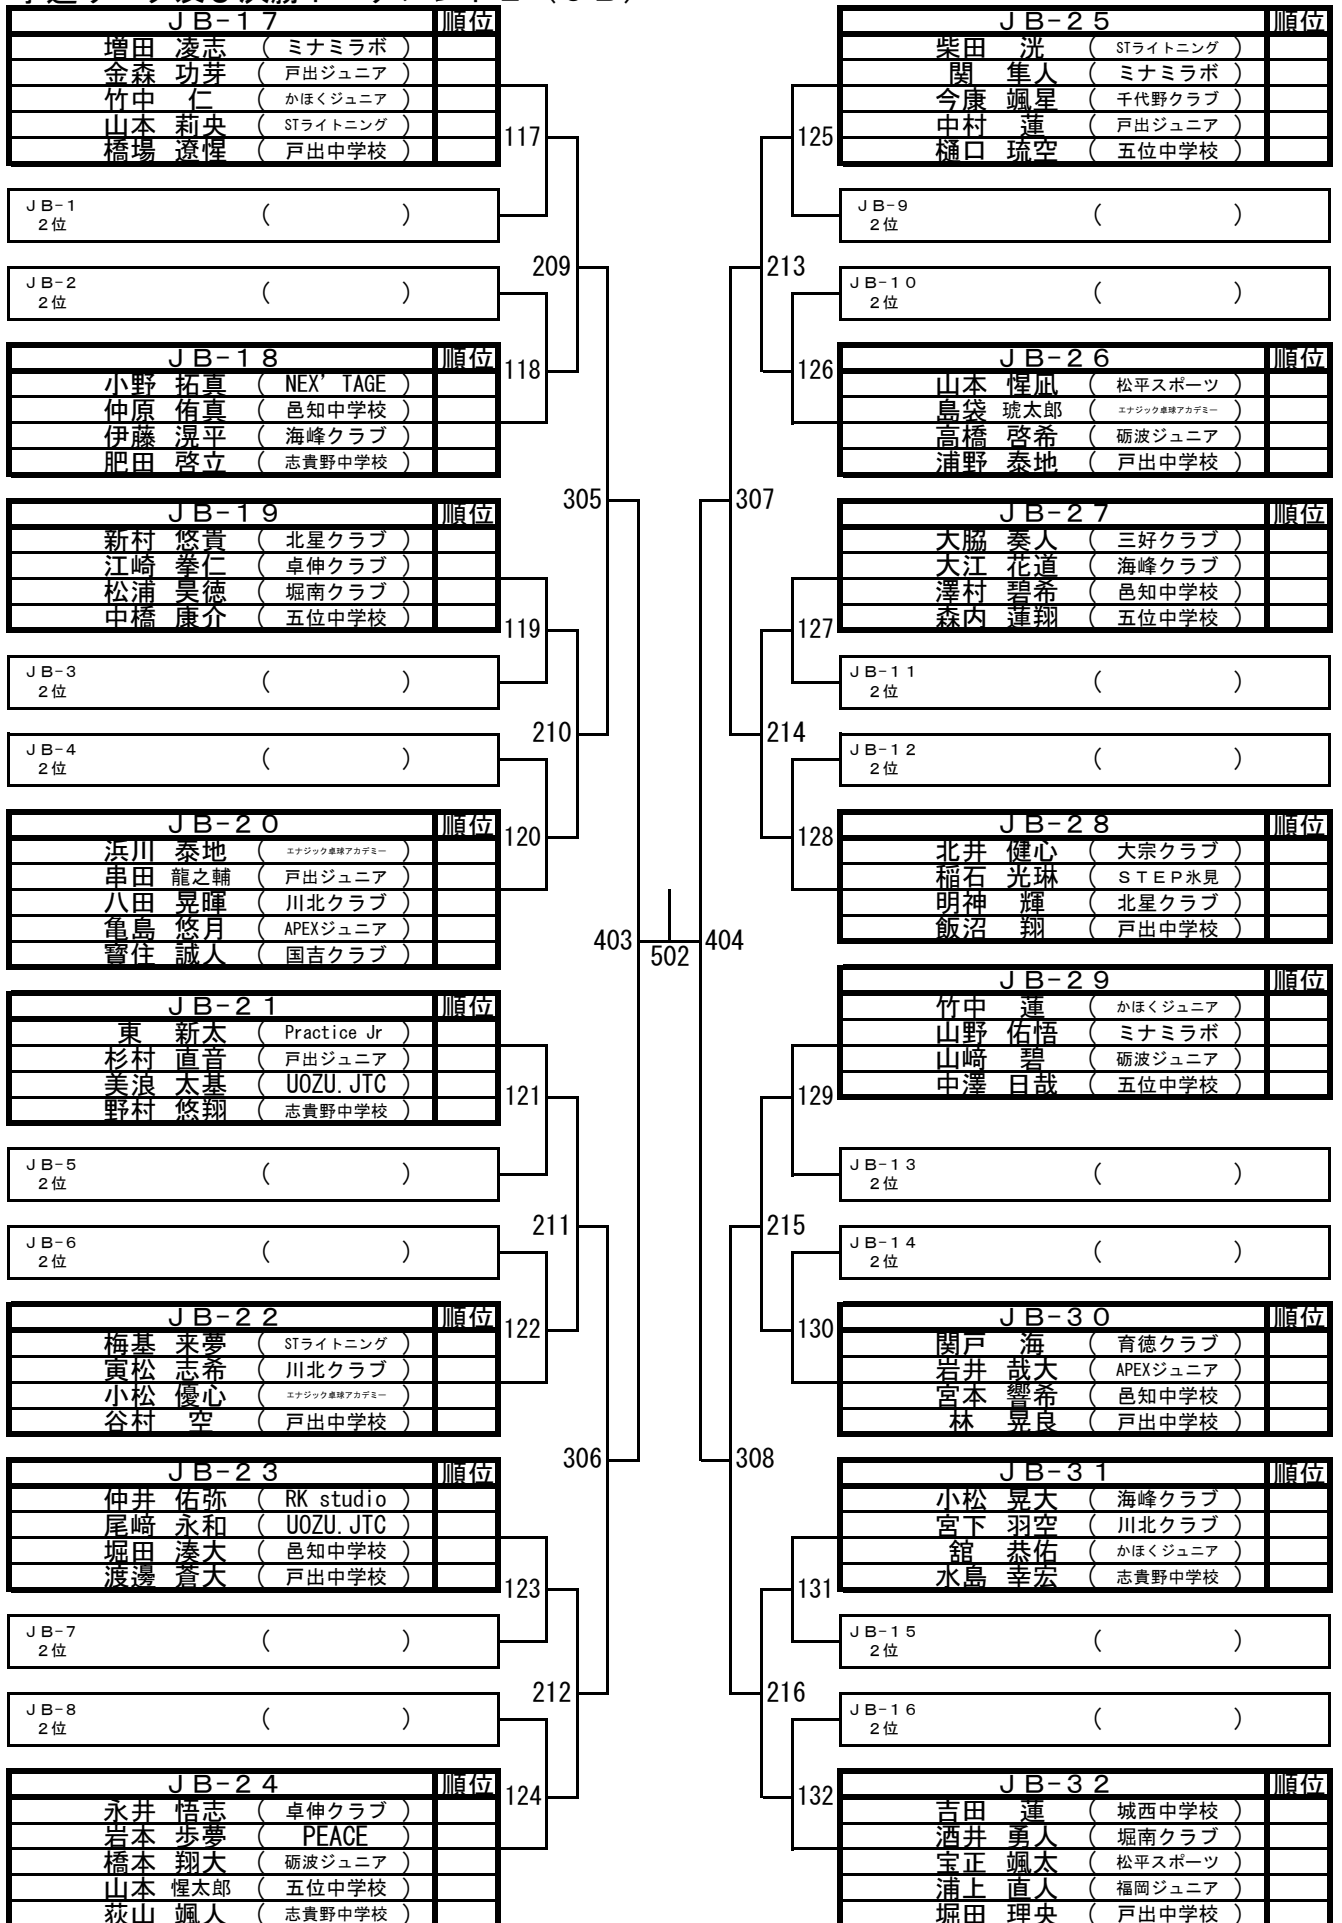 JB-17 順位
増田 凌志 ( ミナミラボ )
金森 功芽 ( 戸出ジュニア )
竹中 仁 ( かほくジュニア )
山本 莉央 ( STライトニング )
橋場 遼惺 ( 戸出中学校 )
117
JB-1
2位 ( )
209
JB-2
2位 ( )
118
JB-18 順位
小野 拓真 ( NEX’TAGE )
仲原 侑真 ( 邑知中学校 )
伊藤 滉平 ( 海峰クラブ )
肥田 啓立 ( 志貴野中学校 )
305
JB-19 順位
新村 悠貴 ( 北星クラブ )
江崎 拳仁 ( 卓伸クラブ )
松浦 昊徳 ( 堀南クラブ )
中橋 康介 ( 五位中学校 )
119
JB-3
2位 ( )
210
JB-4
2位 ( )
120
JB-20 順位
浜川 泰地 ( エナジック卓球アカデミー )
串田 龍之輔 ( 戸出ジュニア )
八田 晃暉 ( 川北クラブ )
亀島 悠月 ( APEXジュニア )
寳住 誠人 ( 国吉クラブ )
403
502
404
JB-21 順位
東 新太 ( Practice Jr )
杉村 直音 ( 戸出ジュニア )
美浪 太基 ( UOZU.JTC )
野村 悠翔 ( 志貴野中学校 )
121
JB-5
2位 ( )
211
JB-6
2位 ( )
122
JB-22 順位
梅基 来夢 ( STライトニング )
寅松 志希 ( 川北クラブ )
小松 優心 ( エナジック卓球アカデミー )
谷村 空 ( 戸出中学校 )
306
JB-23 順位
仲井 佑弥 ( RK studio )
尾﨑 永和 ( UOZU.JTC )
堀田 湊大 ( 邑知中学校 )
渡邊 蒼大 ( 戸出中学校 )
123
JB-7
2位 ( )
212
JB-8
2位 ( )
124
JB-24 順位
永井 悟志 ( 卓伸クラブ )
岩本 歩夢 ( PEACE )
橋本 翔大 ( 砺波ジュニア )
山本 惺太郎 ( 五位中学校 )
荻山 颯人 ( 志貴野中学校 )
JB-25 順位
柴田 洸 ( STライトニング )
関 隼人 ( ミナミラボ )
今康 颯星 ( 千代野クラブ )
中村 蓮 ( 戸出ジュニア )
樋口 琉空 ( 五位中学校 )
125
JB-9
2位 ( )
213
JB-10
2位 ( )
126
JB-26 順位
山本 惺凪 ( 松平スポーツ )
島袋 琥太郎 ( エナジック卓球アカデミー )
高橋 啓希 ( 砺波ジュニア )
浦野 泰地 ( 戸出中学校 )
307
JB-27 順位
大脇 奏人 ( 三好クラブ )
大江 花道 ( 海峰クラブ )
澤村 碧希 ( 邑知中学校 )
森内 蓮翔 ( 五位中学校 )
127
JB-11
2位 ( )
214
JB-12
2位 ( )
128
JB-28 順位
北井 健心 ( 大宗クラブ )
稲石 光琳 ( STEP氷見 )
明神 輝 ( 北星クラブ )
飯沼 翔 ( 戸出中学校 )
JB-29 順位
竹中 蓮 ( かほくジュニア )
山野 佑悟 ( ミナミラボ )
山﨑 碧 ( 砺波ジュニア )
中澤 日哉 ( 五位中学校 )
129
JB-13
2位 ( )
215
JB-14
2位 ( )
130
JB-30 順位
関戸 海 ( 育徳クラブ )
岩井 哉大 ( APEXジュニア )
宮本 響希 ( 邑知中学校 )
林 晃良 ( 戸出中学校 )
308
JB-31 順位
小松 晃大 ( 海峰クラブ )
宮下 羽空 ( 川北クラブ )
舘 恭佑 ( かほくジュニア )
水島 幸宏 ( 志貴野中学校 )
131
JB-15
2位 ( )
216
JB-16
2位 ( )
132
JB-32 順位
吉田 蓮 ( 城西中学校 )
酒井 勇人 ( 堀南クラブ )
宝正 颯太 ( 松平スポーツ )
浦上 直人 ( 福岡ジュニア )
堀田 理央 ( 戸出中学校 )